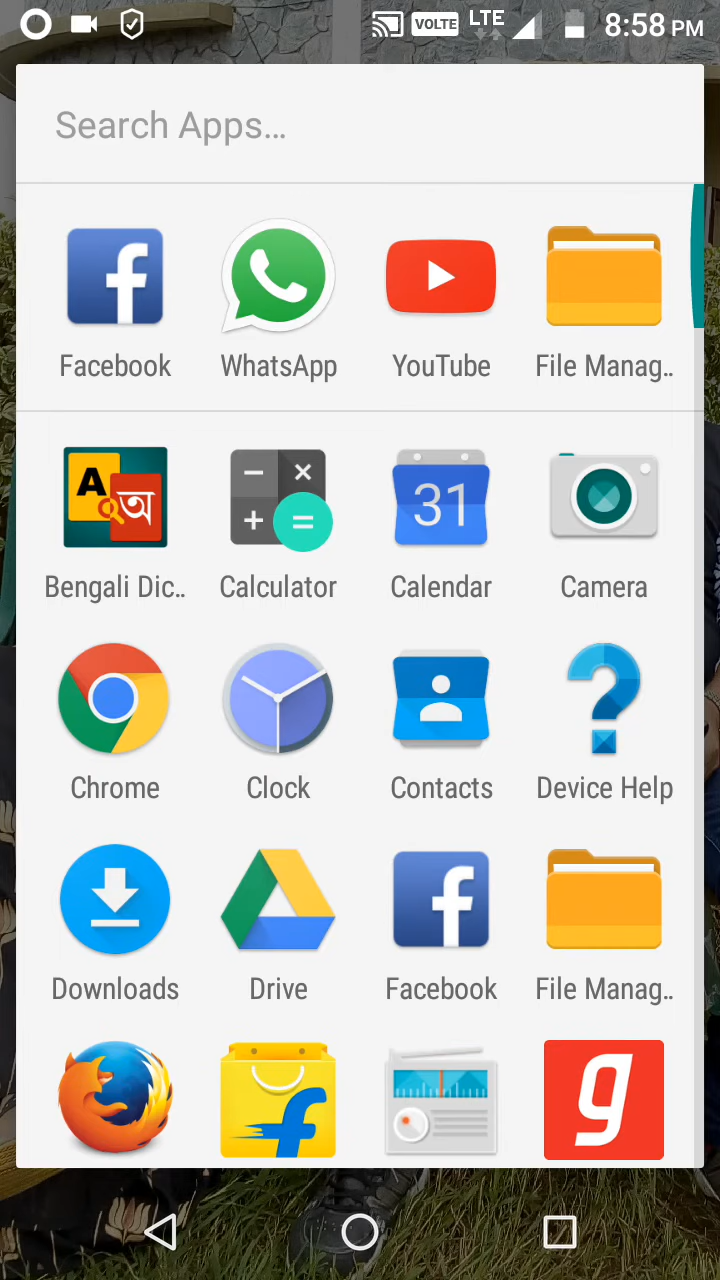 VOLTE LTE 8:58 PM
Search Apps...
Facebook WhatsApp YouTube File Manag..
A অ
31
Bengali Dic.. Calculator Calendar Camera
Chrome Clock Contacts Device Help
Downloads Drive Facebook File Manag..
f g